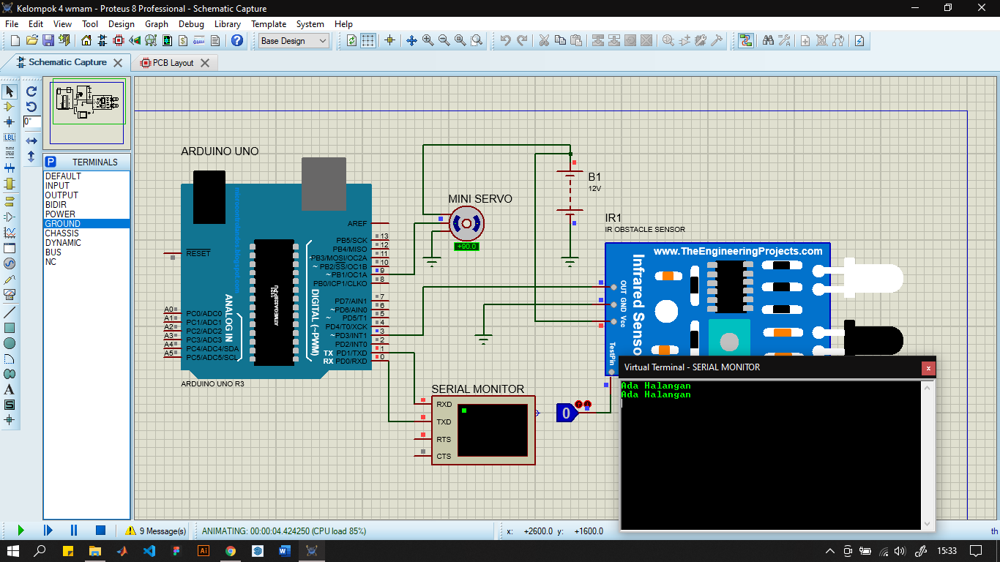 Kelompok 4 wmam - Proteus 8 Professional - Schematic Capture
File Edit View Tool Design Graph Debug Library Template System Help
Base Design
Schematic Capture
PCB Layout
0°
LBL
P TERMINALS
DEFAULT
INPUT
OUTPUT
BIDIR
POWER
GROUND
CHASSIS
DYNAMIC
BUS
NC
ARDUINO UNO
RESET
AREF
13
PB5/SCK
12
PB4/MISO
11
~PB3/MOSI/OC2A
10
~ PB2/SS/OC1B
9
~ PB1/OC1A
8
PB0/ICP1/CLKO
7
PD7/AIN1
6
~ PD6/AIN0
5
~ PD5/T1
4
PD4/T0/XCK
3
~PD3/INT1
2
PD2/INT0
1
TX PD1/TXD
0
RX PD0/RXD
DIGITAL (~PWM)
ANALOG IN
A0 PC0/ADC0
A1 PC1/ADC1
A2 PC2/ADC2
A3 PC3/ADC3
A4 PC4/ADC4/SDA
A5 PC5/ADC5/SCL
ARDUINO UNO R3
MINI SERVO
+90.0
B1
12V
IR1
IR OBSTACLE SENSOR
www.TheEngineeringProjects.com
Infrared Senso
OUT
GND
Vcc
TestPin
SERIAL MONITOR
RXD
TXD
RTS
CTS
0
Virtual Terminal - SERIAL MONITOR
Ada Halangan
Ada Halangan
9 Message(s)
ANIMATING: 00:00:04.424250 (CPU load 85%)
x: +2600.0 y: +1600.0
th
15:33